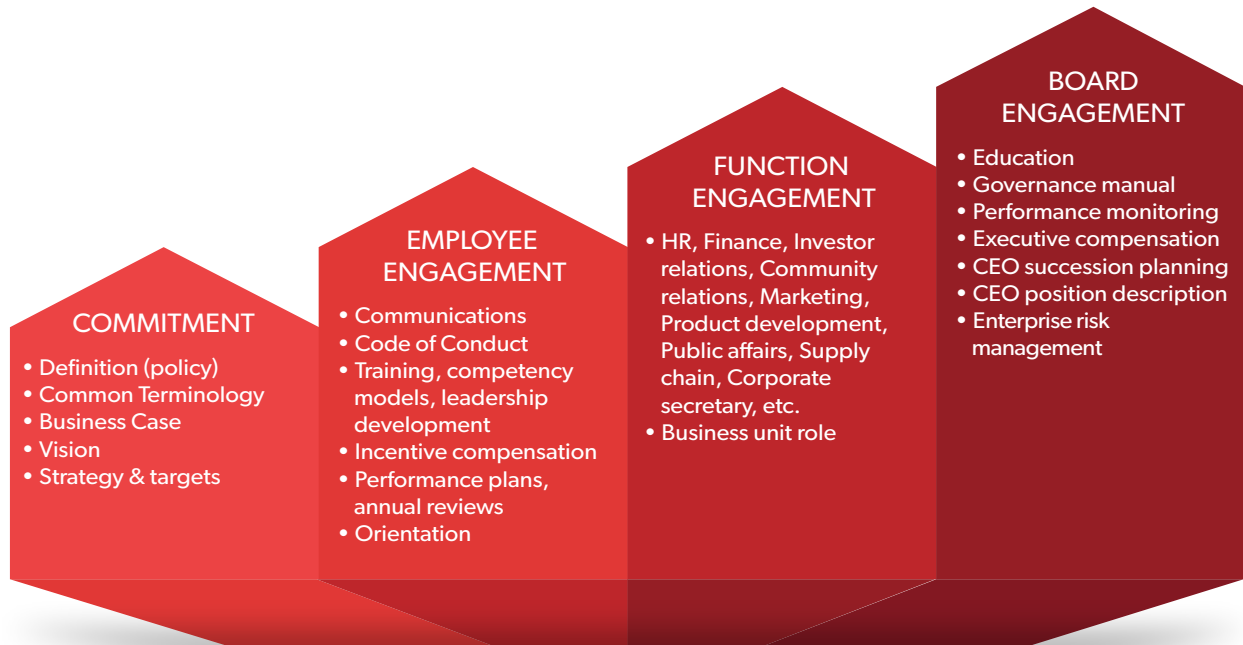 COMMITMENT
• Definition (policy)
• Common Terminology
• Business Case
• Vision
• Strategy & targets
EMPLOYEE
ENGAGEMENT
• Communications
• Code of Conduct
• Training, competency
models, leadership
development
• Incentive compensation
• Performance plans,
annual reviews
• Orientation
FUNCTION
ENGAGEMENT
• HR, Finance, Investor
relations, Community
relations, Marketing,
Product development,
Public affairs, Supply
chain, Corporate
secretary, etc.
• Business unit role
BOARD
ENGAGEMENT
• Education
• Governance manual
• Performance monitoring
• Executive compensation
• CEO succession planning
• CEO position description
• Enterprise risk
management